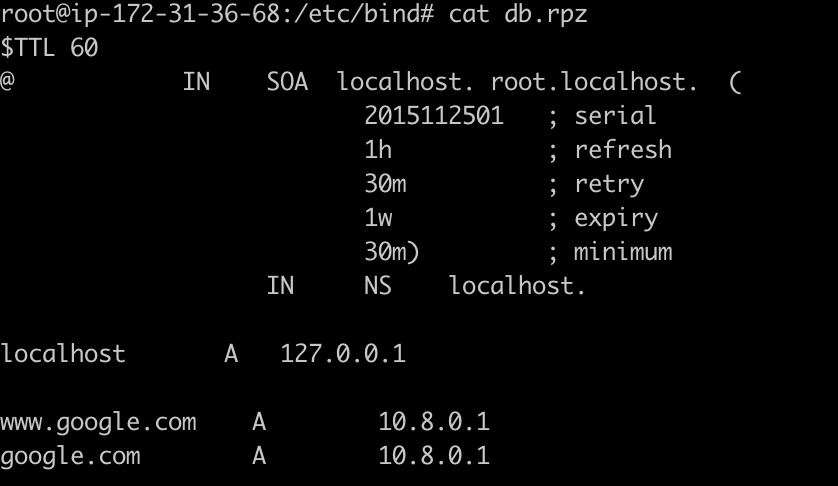 root@ip-172-31-36-68:/etc/bind# cat db.rpz
$TTL 60
@            IN    SOA  localhost. root.localhost.  (
                          2015112501   ; serial
                          1h           ; refresh
                          30m          ; retry
                          1w           ; expiry
                          30m)         ; minimum
                   IN     NS    localhost.

localhost       A   127.0.0.1

www.google.com    A        10.8.0.1
google.com        A        10.8.0.1